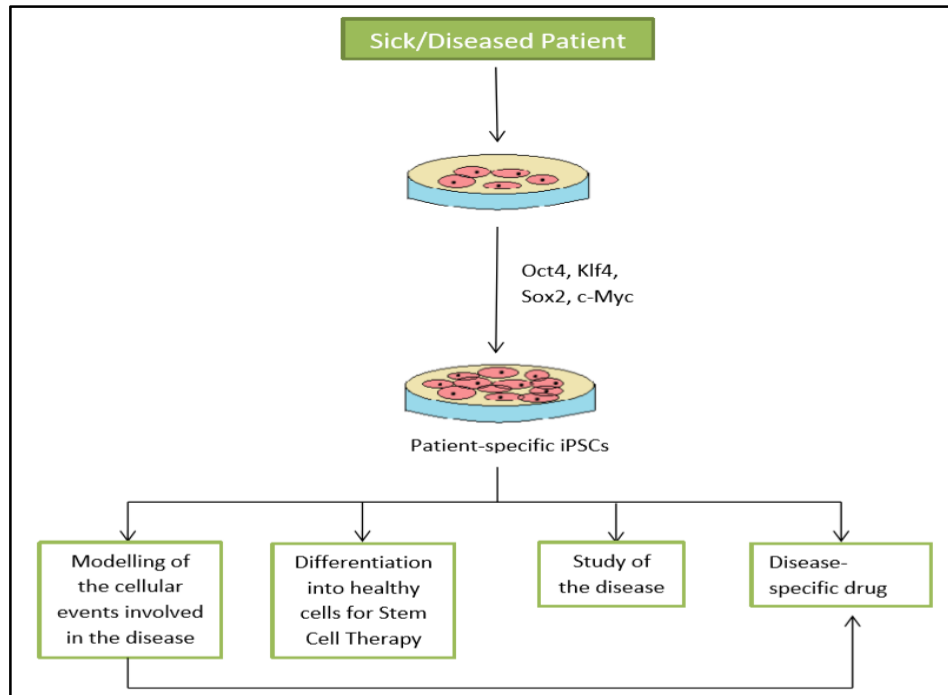 Sick/Diseased Patient
Oct4, Klf4,
Sox2, c-Myc
Patient-specific iPSCs
Modelling of
the cellular
events involved
in the disease
Differentiation
into healthy
cells for Stem
Cell Therapy
Study of
the disease
Disease-
specific drug